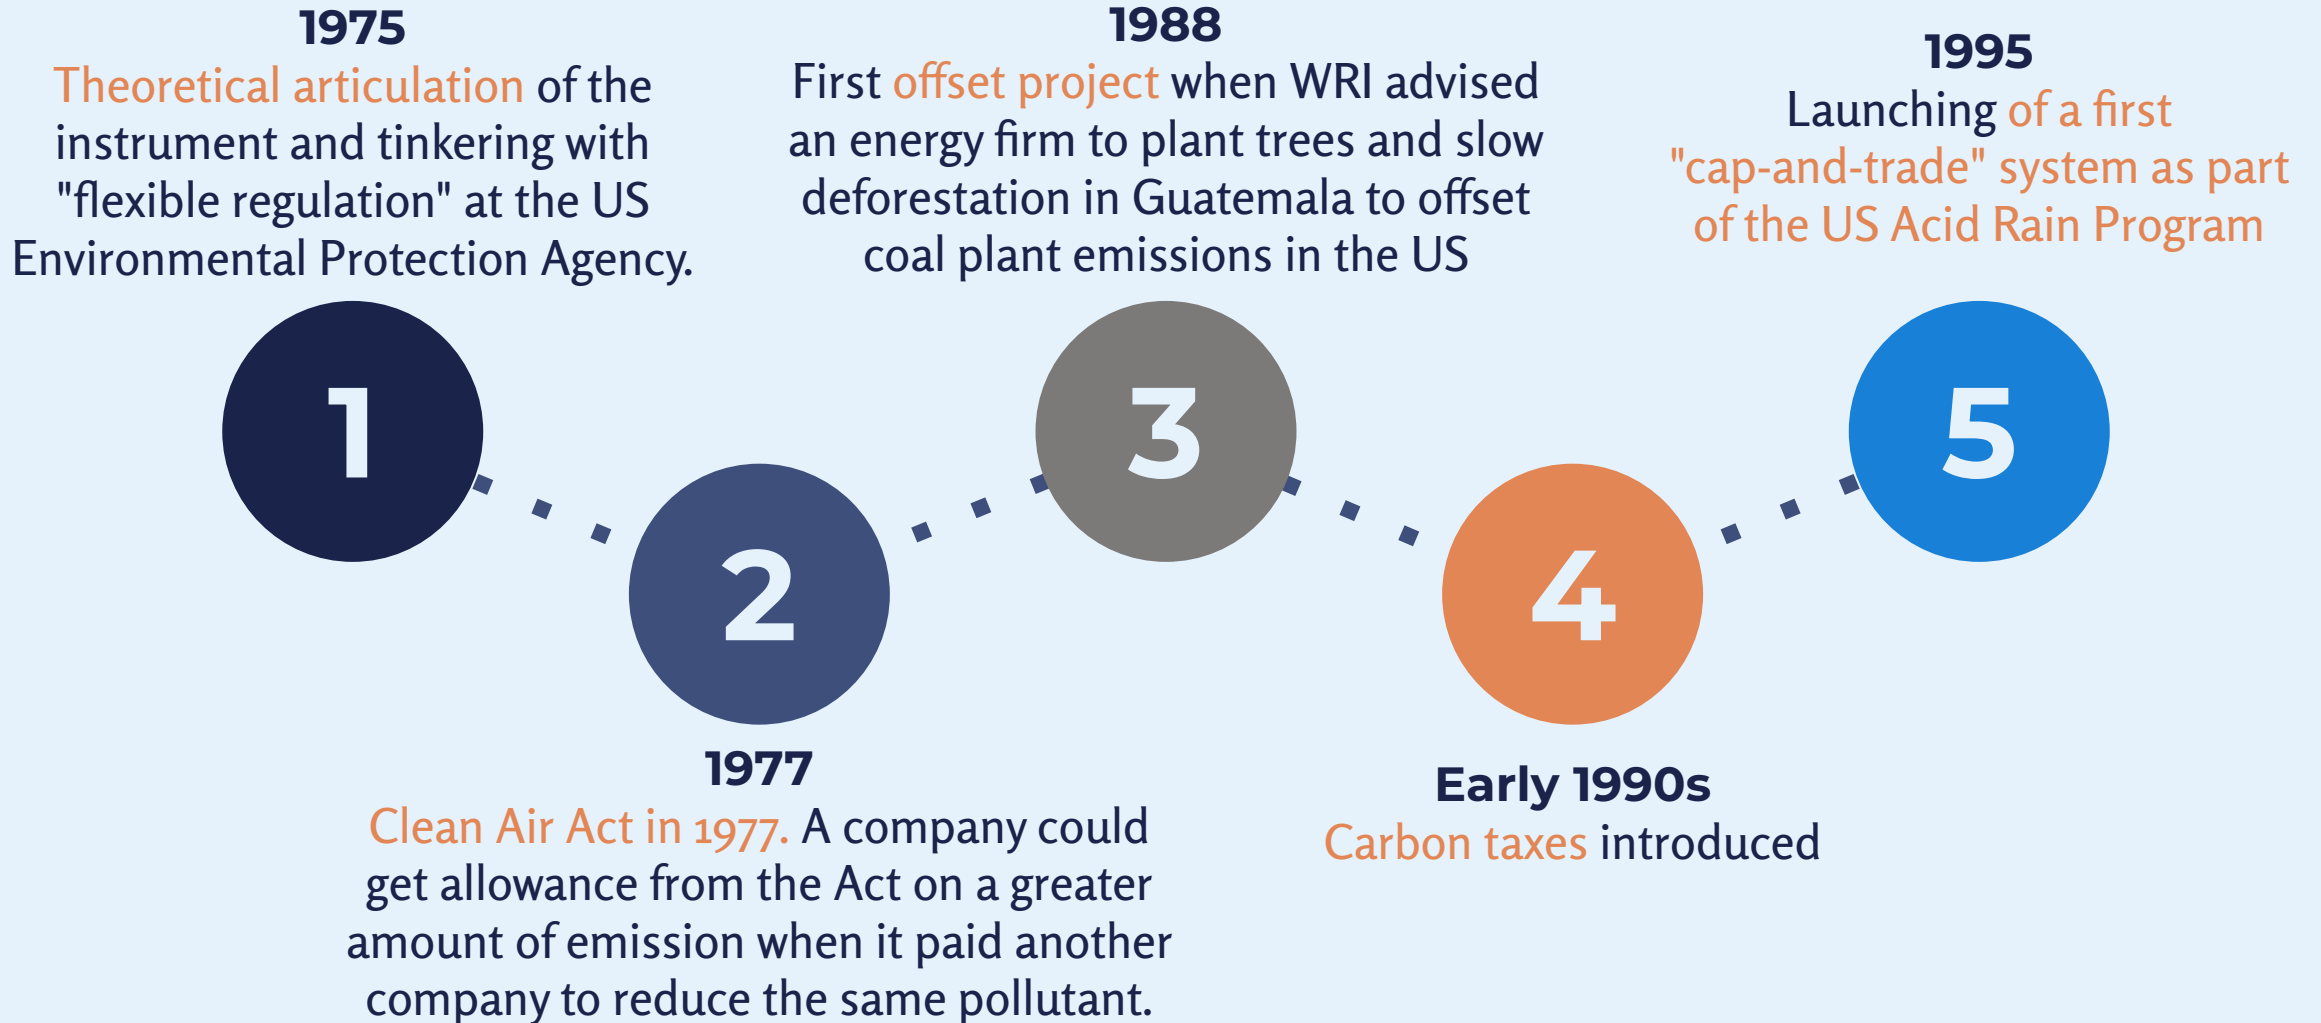 1975
Theoretical articulation of the
instrument and tinkering with
"flexible regulation" at the US
Environmental Protection Agency.
1
1977
Clean Air Act in 1977. A company could
get allowance from the Act on a greater
amount of emission when it paid another
company to reduce the same pollutant.
2
1988
First offset project when WRI advised
an energy firm to plant trees and slow
deforestation in Guatemala to offset
coal plant emissions in the US
3
Early 1990s
Carbon taxes introduced
4
1995
Launching of a first
"cap-and-trade" system as part
of the US Acid Rain Program
5